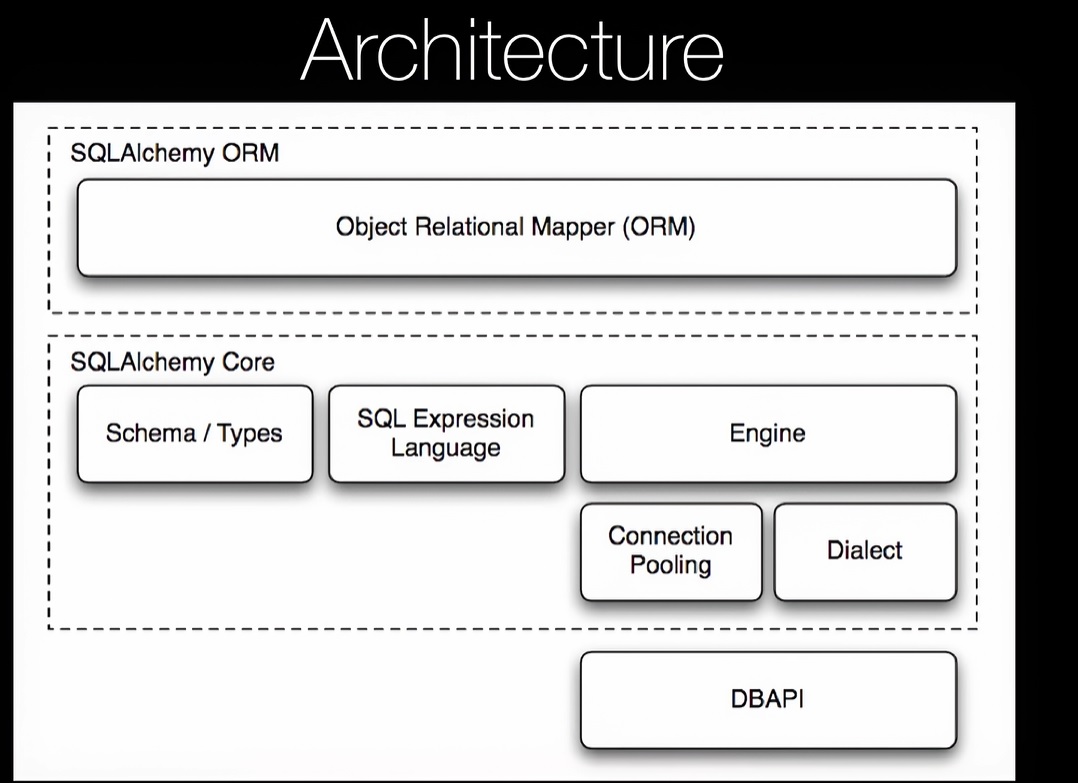 Architecture
SQLAlchemy ORM
Object Relational Mapper (ORM)
SQLAlchemy Core
Schema / Types
SQL Expression
Language
Engine
Connection
Pooling
Dialect
DBAPI